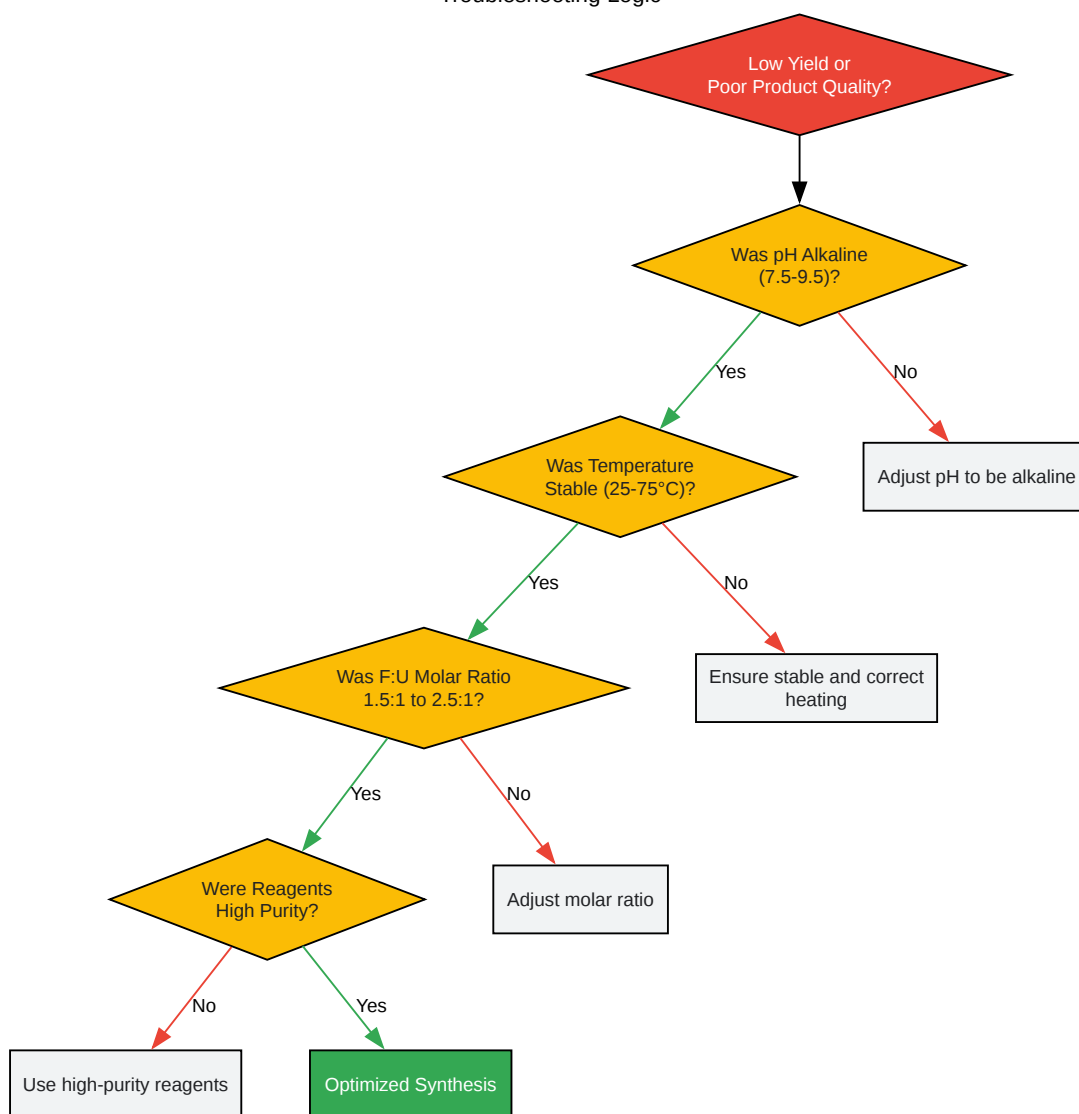 Troubleshooting Logic
Low Yield or
Poor Product Quality?
Was pH Alkaline
(7.5-9.5)?
Yes
No
Was Temperature
Stable (25-75°C)?
Adjust pH to be alkaline
Yes
No
Was F:U Molar Ratio
1.5:1 to 2.5:1?
Ensure stable and correct
heating
Yes
No
Were Reagents
High Purity?
Adjust molar ratio
No
Yes
Use high-purity reagents
Optimized Synthesis